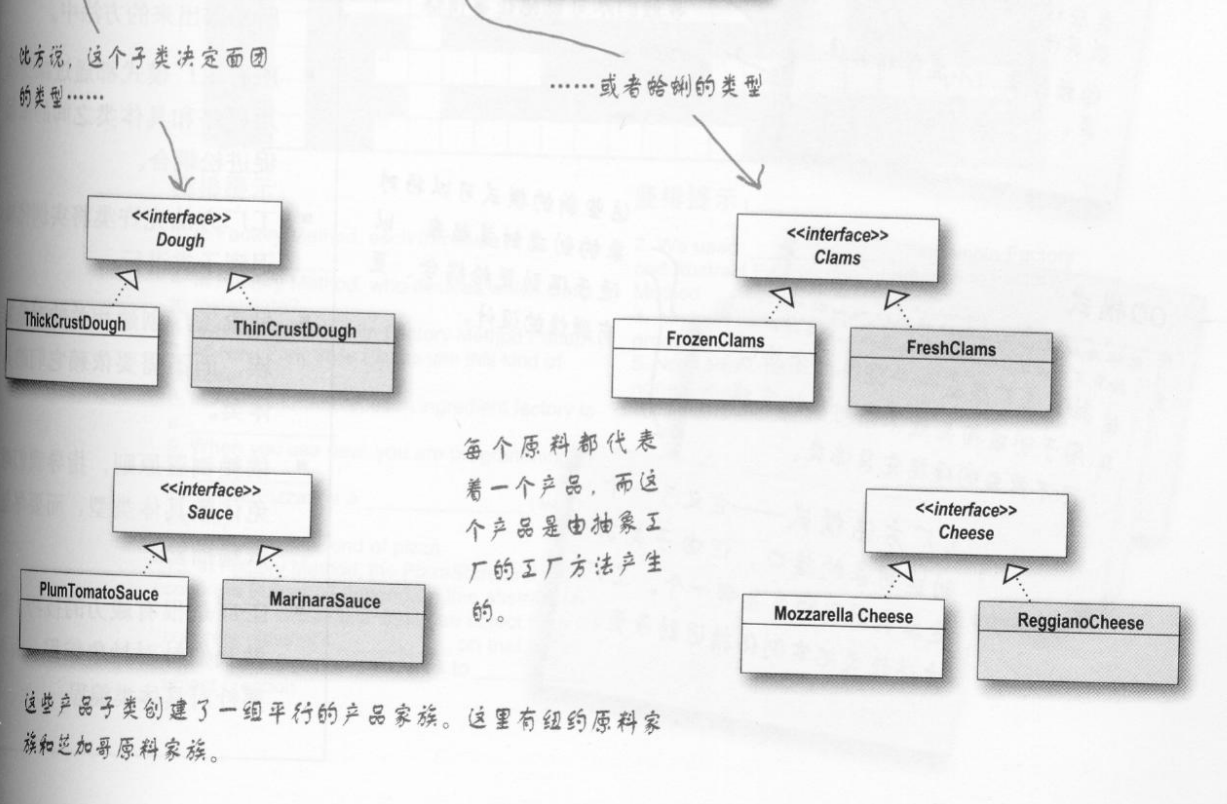 比方说，这个子类决定面团
的类型……
……或者蛤蜊的类型
<<interface>>
Dough
ThickCrustDough
ThinCrustDough
<<interface>>
Clams
FrozenClams
FreshClams
每个原料都代表
着一个产品，而这
个产品是由抽象工
厂的工厂方法产生
的。
<<interface>>
Sauce
PlumTomatoSauce
MarinaraSauce
<<interface>>
Cheese
Mozzarella Cheese
ReggianoCheese
这些产品子类创建了一组平行的产品家族。这里有纽约原料家
族和芝加哥原料家族。